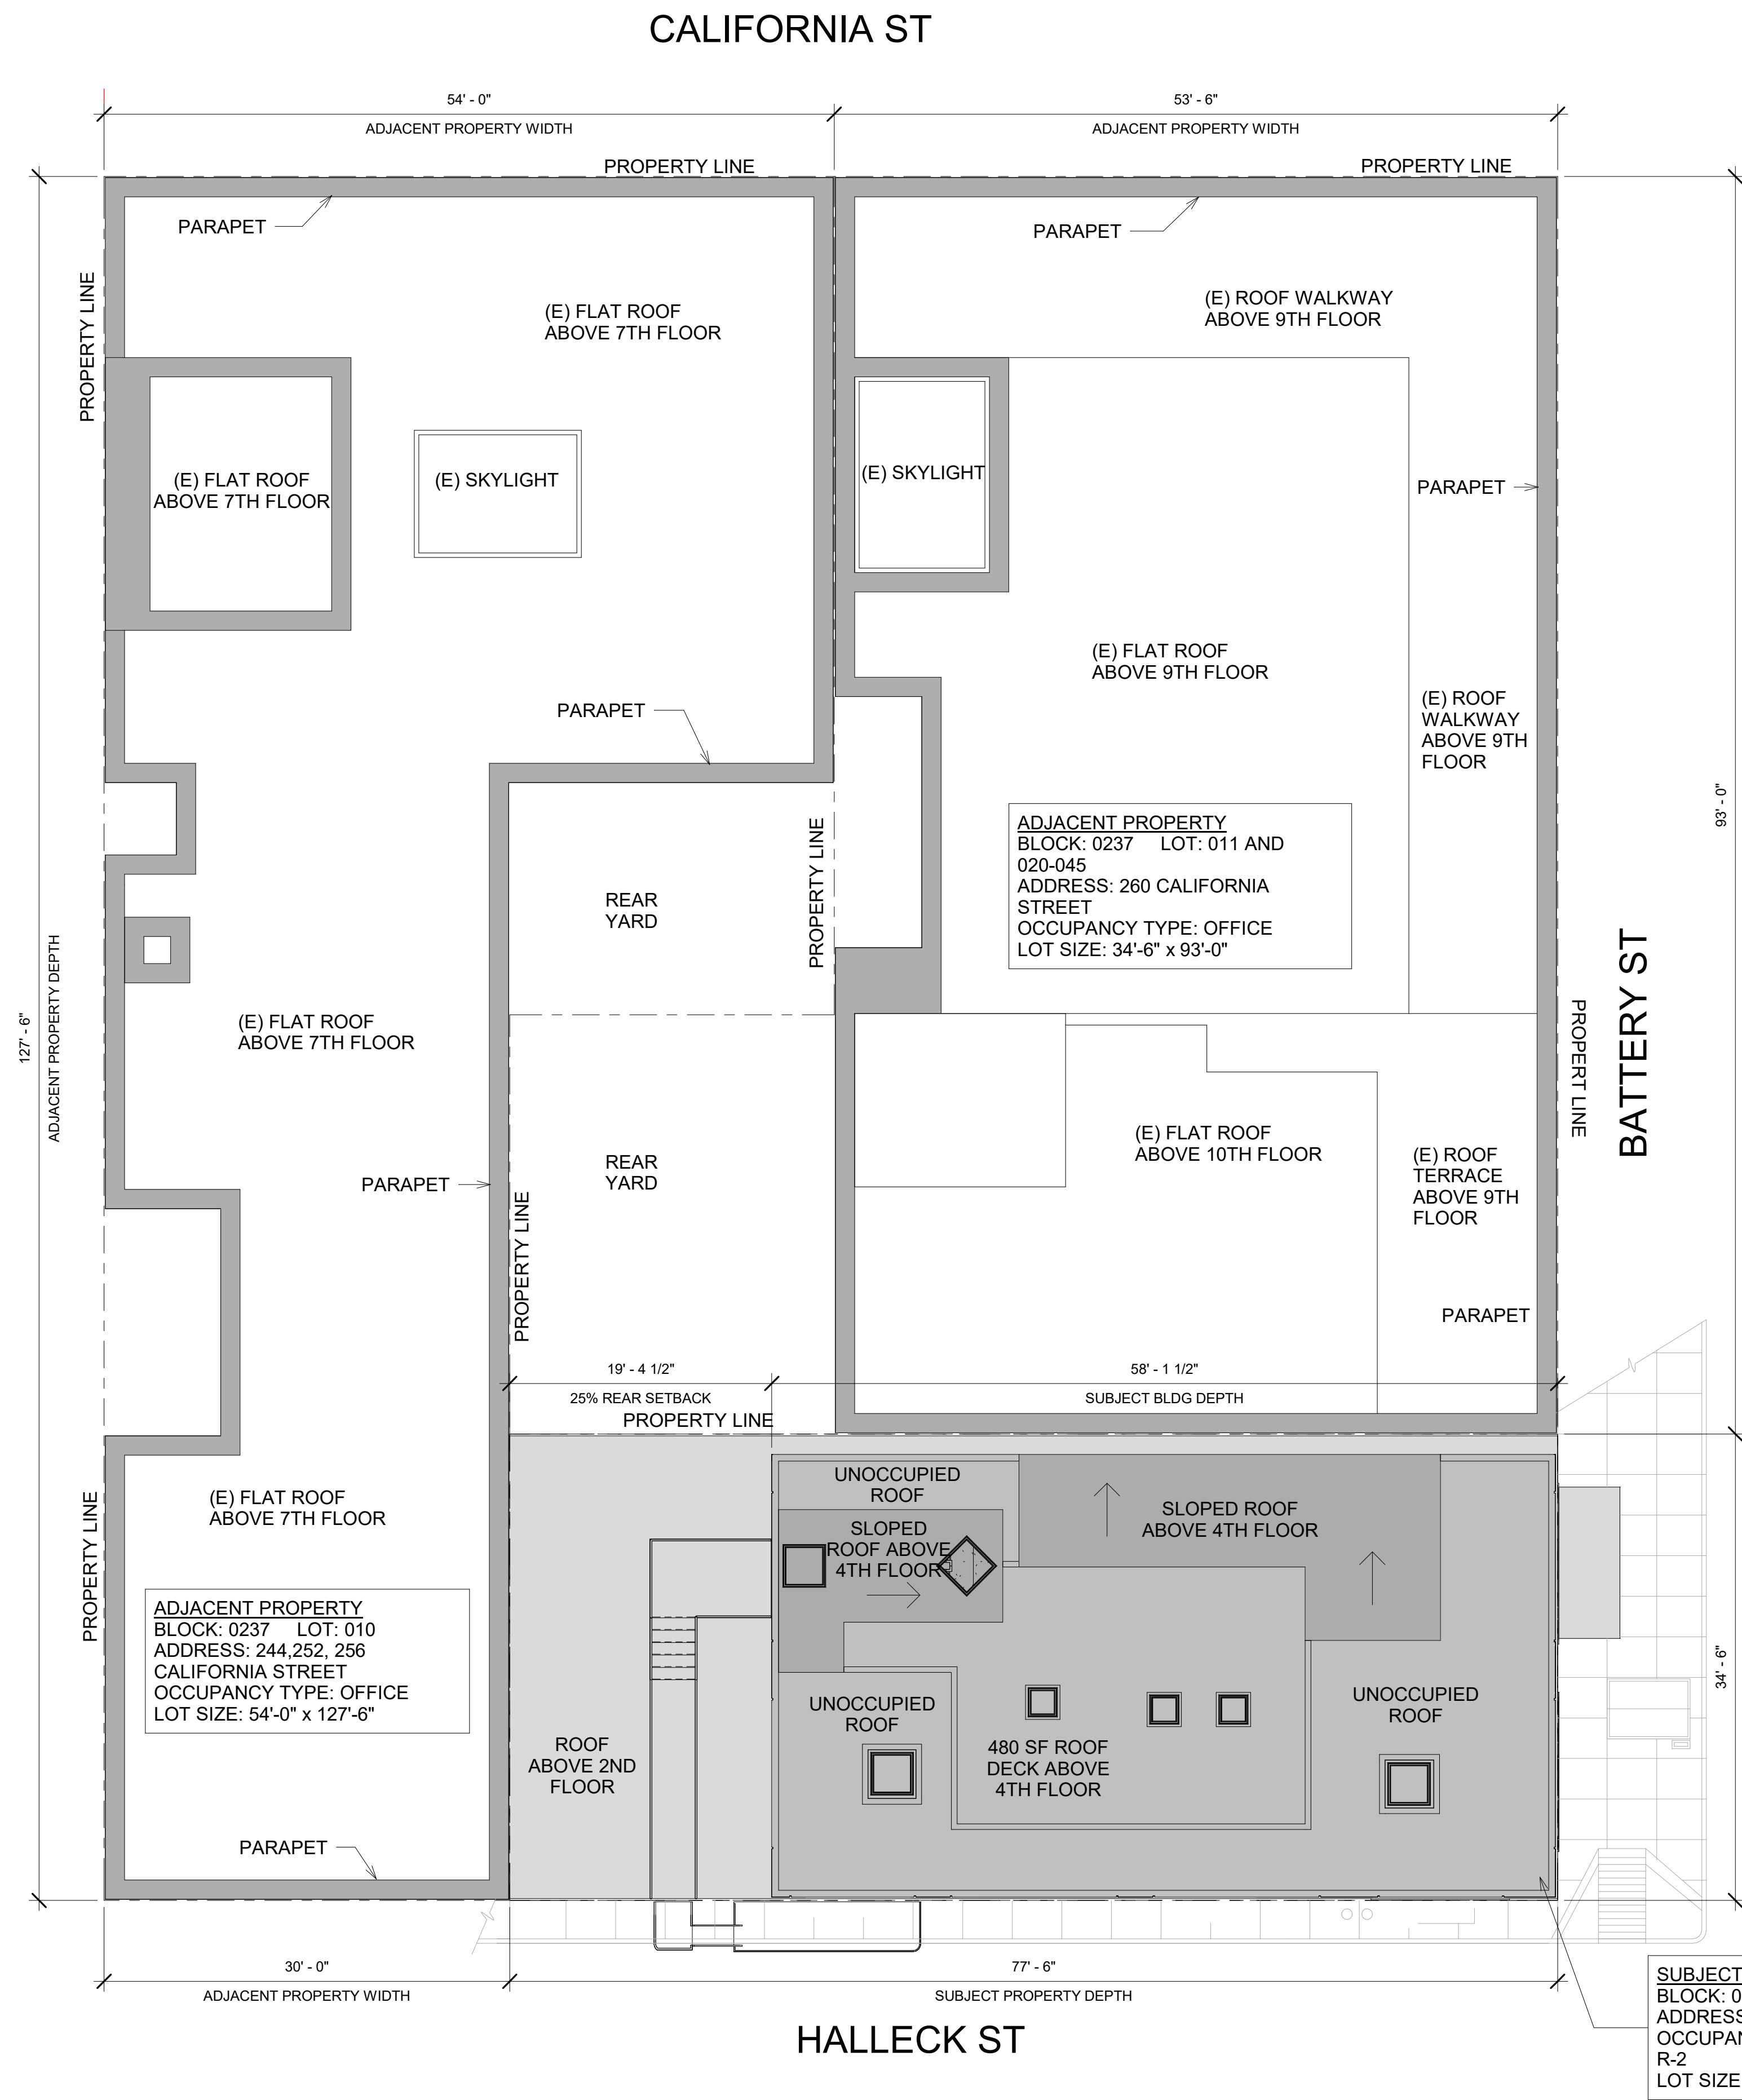 CALIFORNIA ST
54' - 0"
53' - 6"
ADJACENT PROPERTY WIDTH
ADJACENT PROPERTY WIDTH
PROPERTY LINE
PROPERTY LINE
PARAPET
PARAPET
PROPERTY LINE
(E) FLAT ROOF
ABOVE 7TH FLOOR
(E) ROOF WALKWAY
ABOVE 9TH FLOOR
(E) FLAT ROOF
ABOVE 7TH FLOOR
(E) SKYLIGHT
(E) SKYLIGHT
PARAPET
(E) FLAT ROOF
ABOVE 9TH FLOOR
PARAPET
(E) ROOF
WALKWAY
ABOVE 9TH
FLOOR
93' - 0"
ADJACENT PROPERTY
BLOCK: 0237 LOT: 011 AND
020-045
ADDRESS: 260 CALIFORNIA
STREET
OCCUPANCY TYPE: OFFICE
LOT SIZE: 34'-6" x 93'-0"
REAR
YARD
PROPERTY LINE
127' - 6"
ADJACENT PROPERTY DEPTH
(E) FLAT ROOF
ABOVE 7TH FLOOR
PROPERT LINE
BATTERY ST
REAR
YARD
PARAPET
PROPERTY LINE
(E) FLAT ROOF
ABOVE 10TH FLOOR
(E) ROOF
TERRACE
ABOVE 9TH
FLOOR
PARAPET
19' - 4 1/2"
25% REAR SETBACK
58' - 1 1/2"
SUBJECT BLDG DEPTH
PROPERTY LINE
PROPERTY LINE
(E) FLAT ROOF
ABOVE 7TH FLOOR
UNOCCUPIED
ROOF
SLOPED
ROOF ABOVE
4TH FLOOR
SLOPED ROOF
ABOVE 4TH FLOOR
ADJACENT PROPERTY
BLOCK: 0237 LOT: 010
ADDRESS: 244,252, 256
CALIFORNIA STREET
OCCUPANCY TYPE: OFFICE
LOT SIZE: 54'-0" x 127'-6"
34' - 6"
UNOCCUPIED
ROOF
UNOCCUPIED
ROOF
ROOF
ABOVE 2ND
FLOOR
480 SF ROOF
DECK ABOVE
4TH FLOOR
PARAPET
30' - 0"
ADJACENT PROPERTY WIDTH
77' - 6"
SUBJECT PROPERTY DEPTH
HALLECK ST
SUBJECT
BLOCK: 0
ADDRESS
OCCUPAN
R-2
LOT SIZE